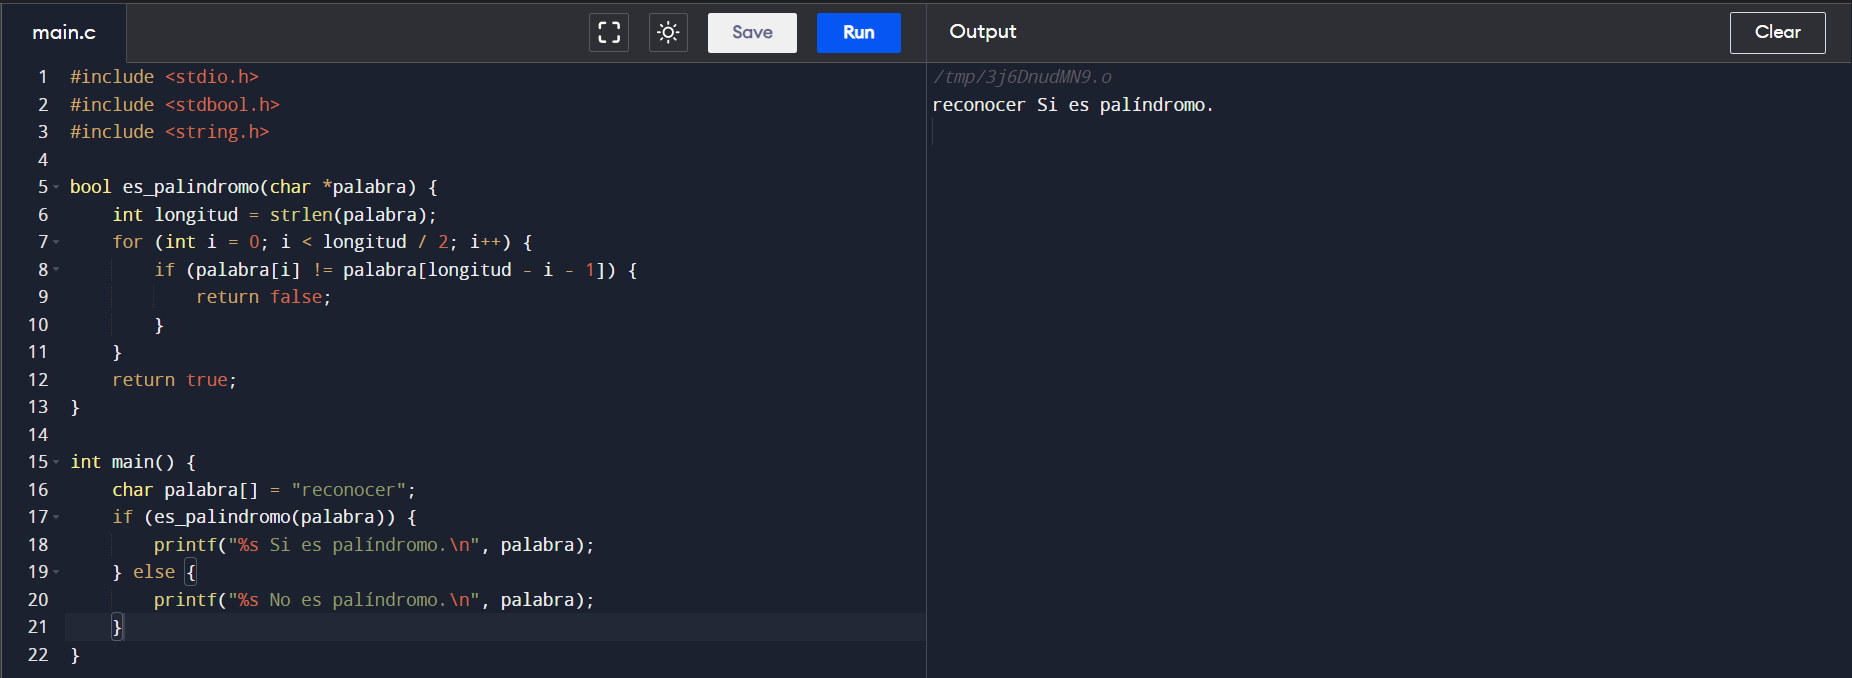 main.c
Save
Run
Output
Clear
1 #include <stdio.h>
2 #include <stdbool.h>
3 #include <string.h>
4
5 bool es_palindromo(char *palabra) {
6     int longitud = strlen(palabra);
7     for (int i = 0; i < longitud / 2; i++) {
8         if (palabra[i] != palabra[longitud - i - 1]) {
9             return false;
10         }
11     }
12     return true;
13 }
14
15 int main() {
16     char palabra[] = "reconocer";
17     if (es_palindromo(palabra)) {
18         printf("%s Si es palíndromo.\n", palabra);
19     } else {
20         printf("%s No es palíndromo.\n", palabra);
21     }
22 }
/tmp/3j6DnudMN9.o
reconocer Si es palíndromo.